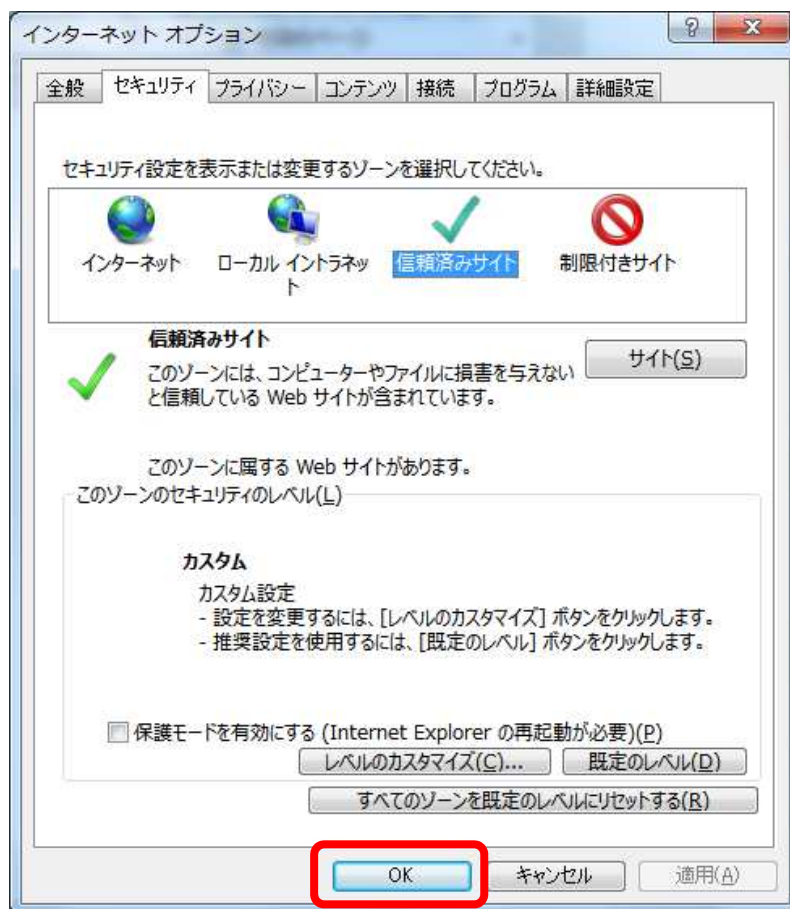 インターネット オプション
全般 セキュリティ プライバシー コンテンツ 接続 プログラム 詳細設定
セキュリティ設定を表示または変更するゾーンを選択してください。
インターネット ローカル イントラネッ 信頼済みサイト 制限付きサイト
ト
信頼済みサイト
サイト(S)
このゾーンには、コンピューターやファイルに損害を与えない
と信頼している Web サイトが含まれています。
このゾーンに属する Web サイトがあります。
このゾーンのセキュリティのレベル(L)
カスタム
カスタム設定
- 設定を変更するには、[レベルのカスタマイズ] ボタンをクリックします。
- 推奨設定を使用するには、[既定のレベル] ボタンをクリックします。
保護モードを有効にする (Internet Explorer の再起動が必要)(P)
レベルのカスタマイズ(C)... 既定のレベル(D)
すべてのゾーンを既定のレベルにリセットする(R)
OK キャンセル 適用(A)